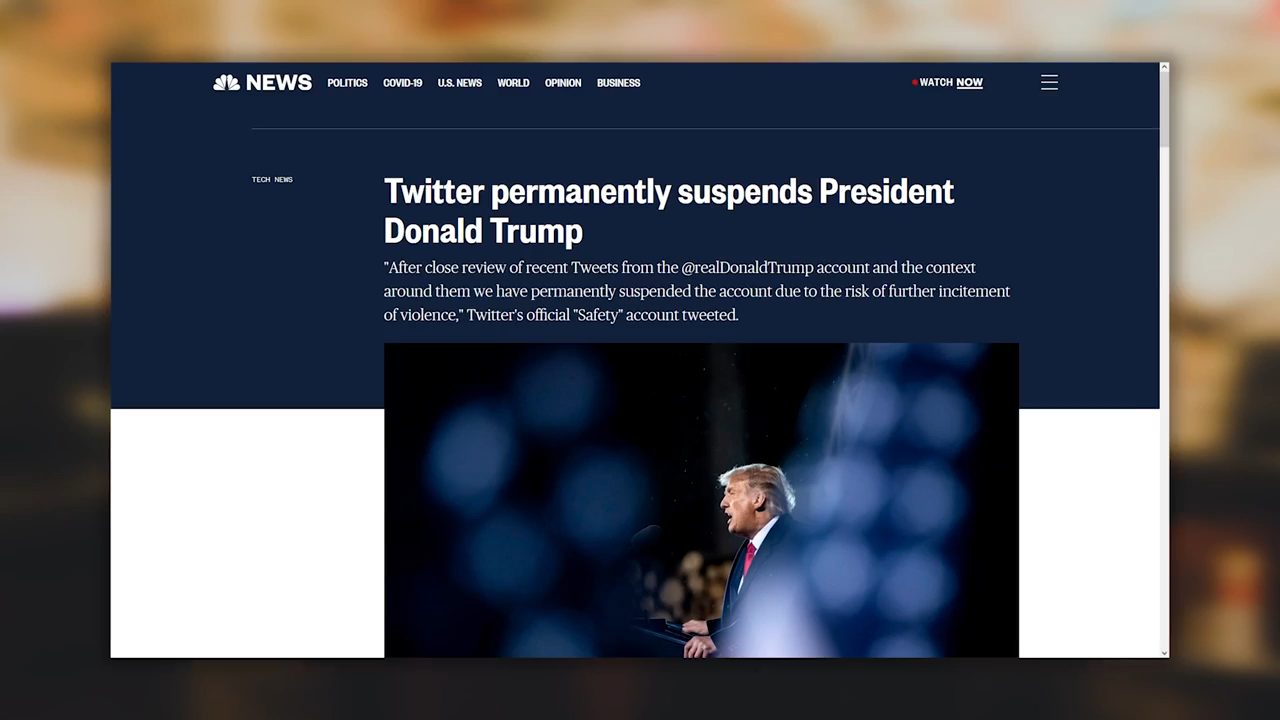 NEWS POLITICS COVID-19 U.S. NEWS WORLD OPINION BUSINESS WATCH NOW
TECH NEWS
Twitter permanently suspends President
Donald Trump
"After close review of recent Tweets from the @realDonaldTrump account and the context
around them we have permanently suspended the account due to the risk of further incitement
of violence," Twitter's official "Safety" account tweeted.